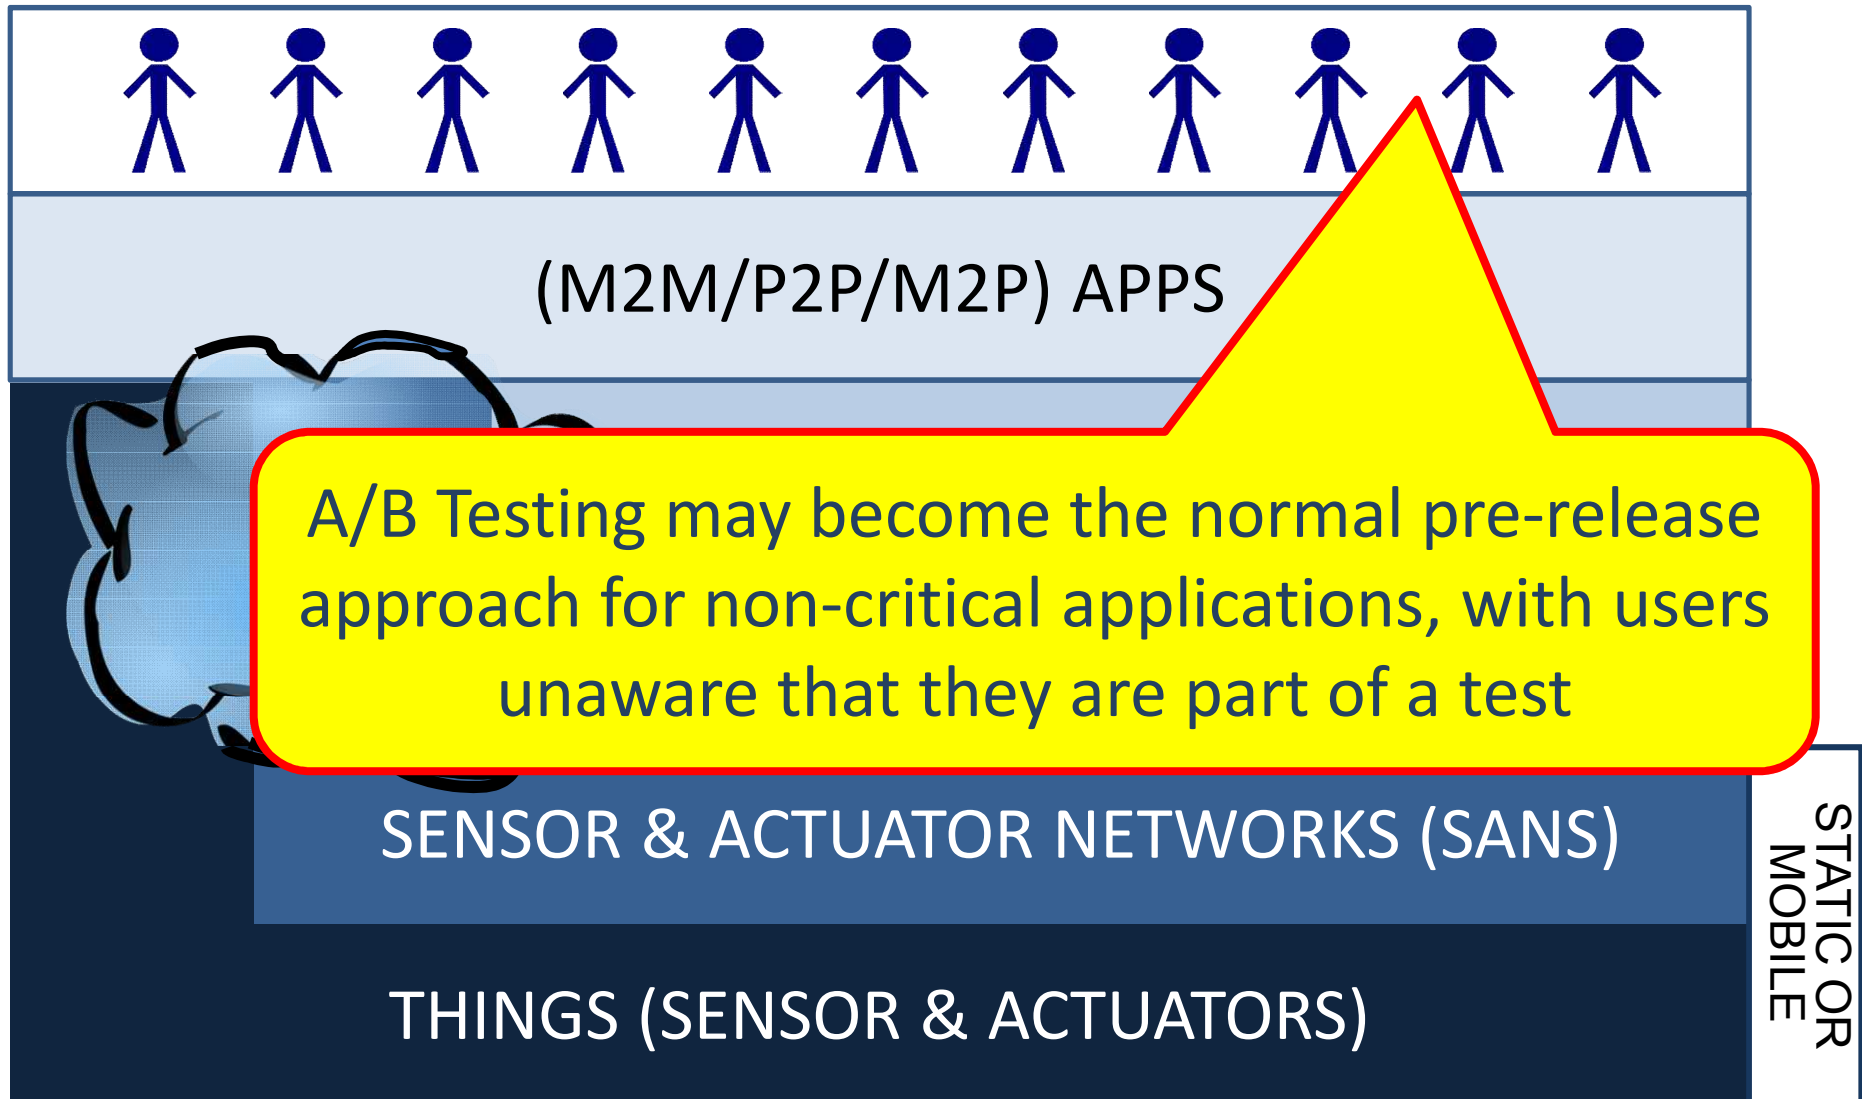 (M2M/P2P/M2P) APPS
A/B Testing may become the normal pre-release
approach for non-critical applications, with users
unaware that they are part of a test
SENSOR & ACTUATOR NETWORKS (SANS)
THINGS (SENSOR & ACTUATORS)
STATIC OR
MOBILE